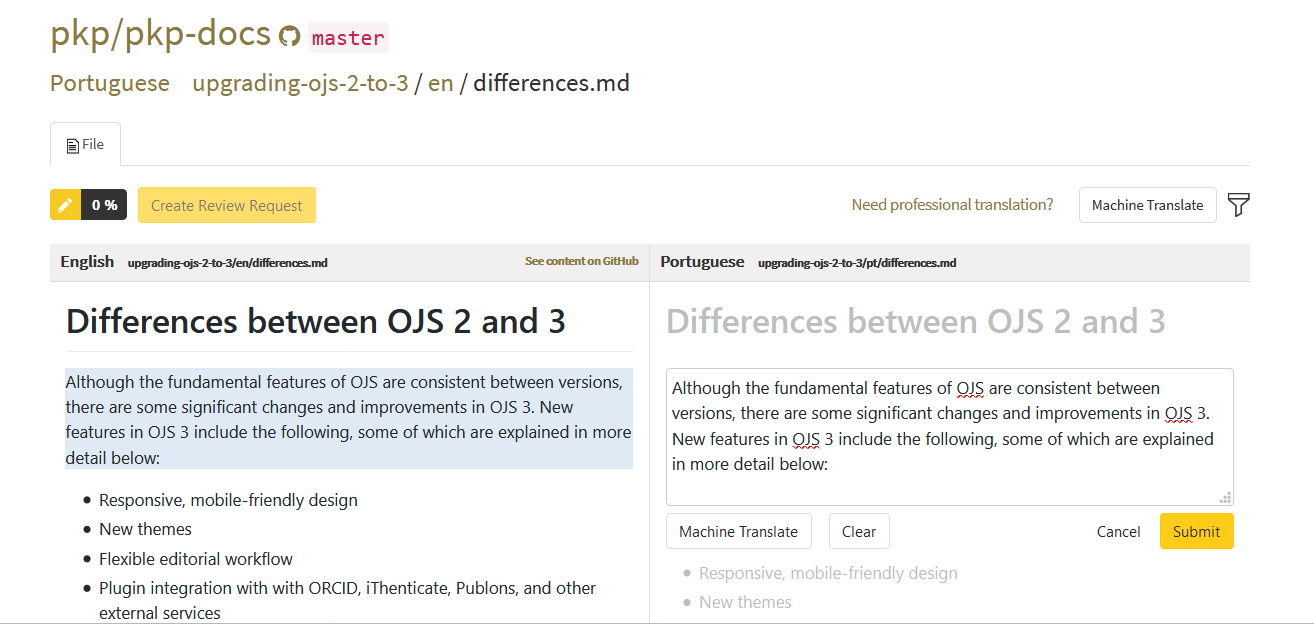 pkp/pkp-docs master
Portuguese upgrading-ojs-2-to-3 / en / differences.md
File
0 % Create Review Request Need professional translation? Machine Translate
English upgrading-ojs-2-to-3/en/differences.md See content on GitHub
Portuguese upgrading-ojs-2-to-3/pt/differences.md
Differences between OJS 2 and 3
Although the fundamental features of OJS are consistent between versions,
there are some significant changes and improvements in OJS 3. New
features in OJS 3 include the following, some of which are explained in more
detail below:
• Responsive, mobile-friendly design
• New themes
• Flexible editorial workflow
• Plugin integration with with ORCID, iThenticate, Publons, and other
external services
Differences between OJS 2 and 3
Although the fundamental features of OJS are consistent between
versions, there are some significant changes and improvements in OJS 3.
New features in OJS 3 include the following, some of which are explained
in more detail below:
Machine Translate Clear Cancel Submit
• Responsive, mobile-friendly design
• New themes